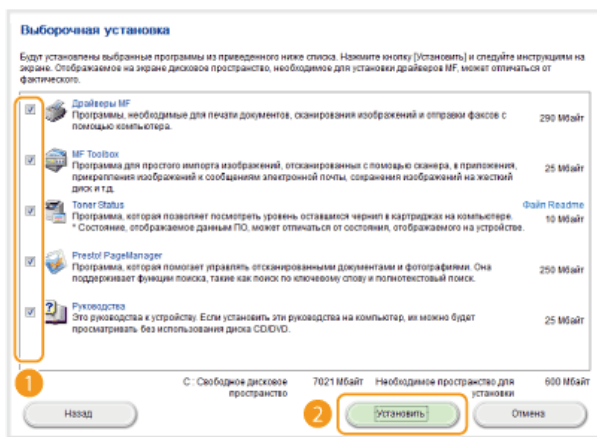 Выборочная установка
Будут установлены выбранные программы из приведенного ниже списка. Нажмите кнопку [Установить] и следуйте инструкциям на
экране. Отображаемое на экране дисковое пространство, необходимое для установки драйверов MF, может отличаться от
фактического.
Драйверы MF
Программы, необходимые для печати документов, сканирования изображений и отправки факсов с
помощью компьютера.
290 Мбайт
MF Toolbox
Программа для простого импорта изображений, отсканированных с помощью сканера, в приложения,
прикрепления изображений к сообщениям электронной почты, сохранения изображений на жесткий
диск и т.д.
25 Мбайт
Toner Status
Файл Readme
Программа, которая позволяет посмотреть уровень оставшихся чернил в картриджах на компьютере.
* Состояние, отображаемое данным ПО, может отличаться от состояния, отображаемого на устройстве.
10 Мбайт
Presto! PageManager
Программа, которая помогает управлять отсканированными документами и фотографиями. Она
поддерживает функции поиска, такие как поиск по ключевому слову и полнотекстовый поиск.
250 Мбайт
Руководства
Это руководства к устройству. Если установить эти руководства на компьютер, их можно будет
просматривать без использования диска CD/DVD.
25 Мбайт
1
C : Свободное дисковое
пространство
7021 Мбайт
Необходимое пространство для
установки
600 Мбайт
Назад
2
Установить
Отмена